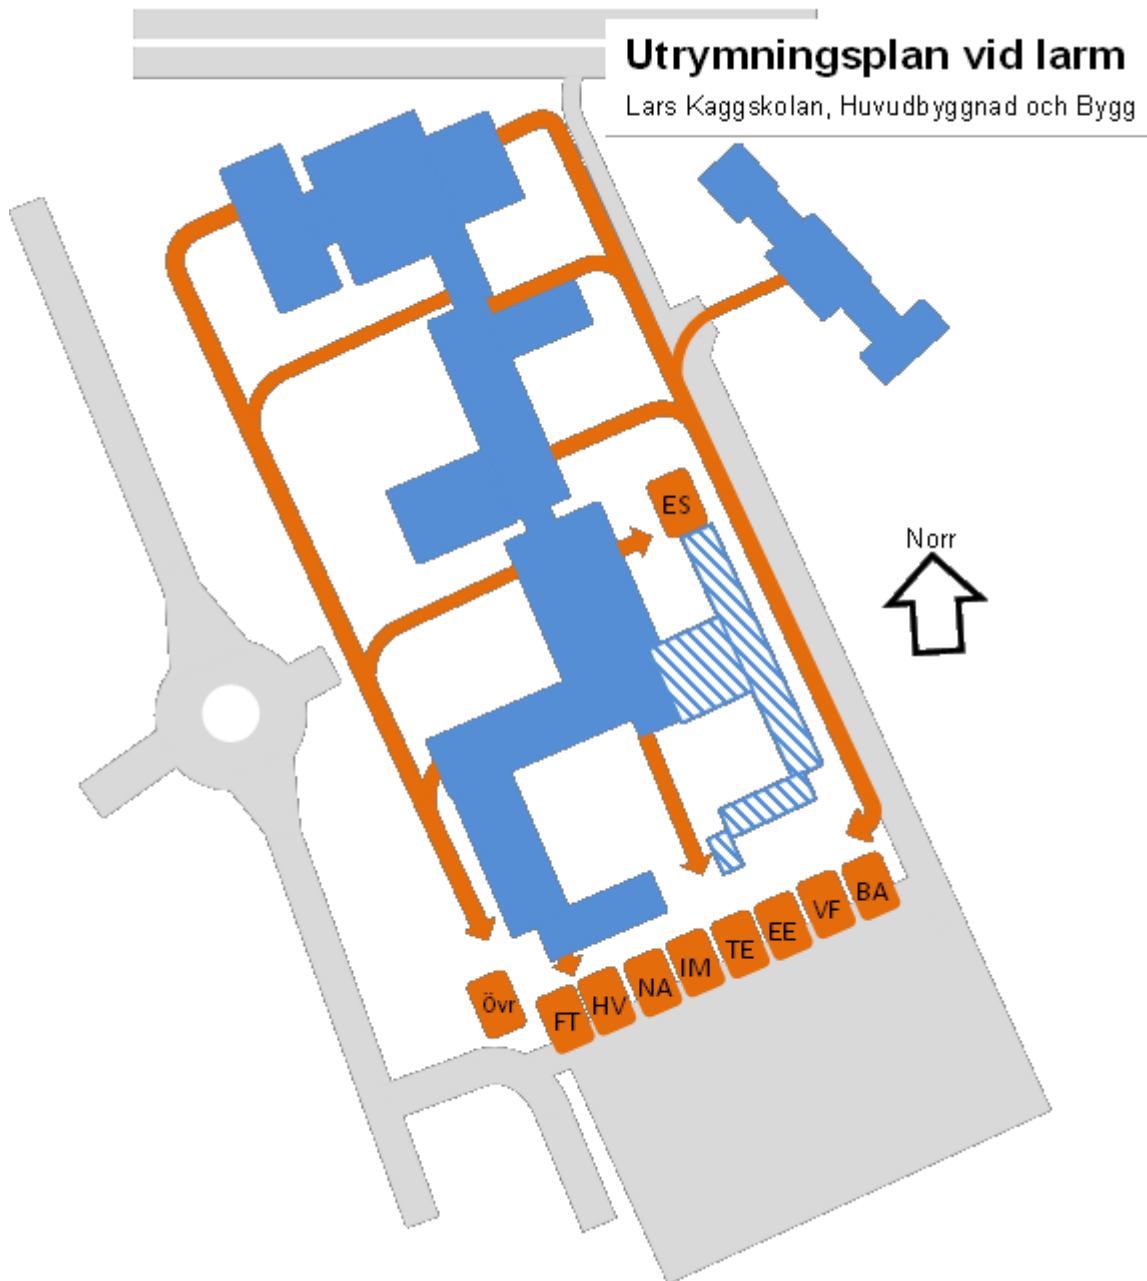 Utrymningsplan vid larm
Lars Kaggskolan, Huvudbyggnad och Bygg
ES
Norr
BA
VF
EE
TE
IM
NA
HV
FT
Övr